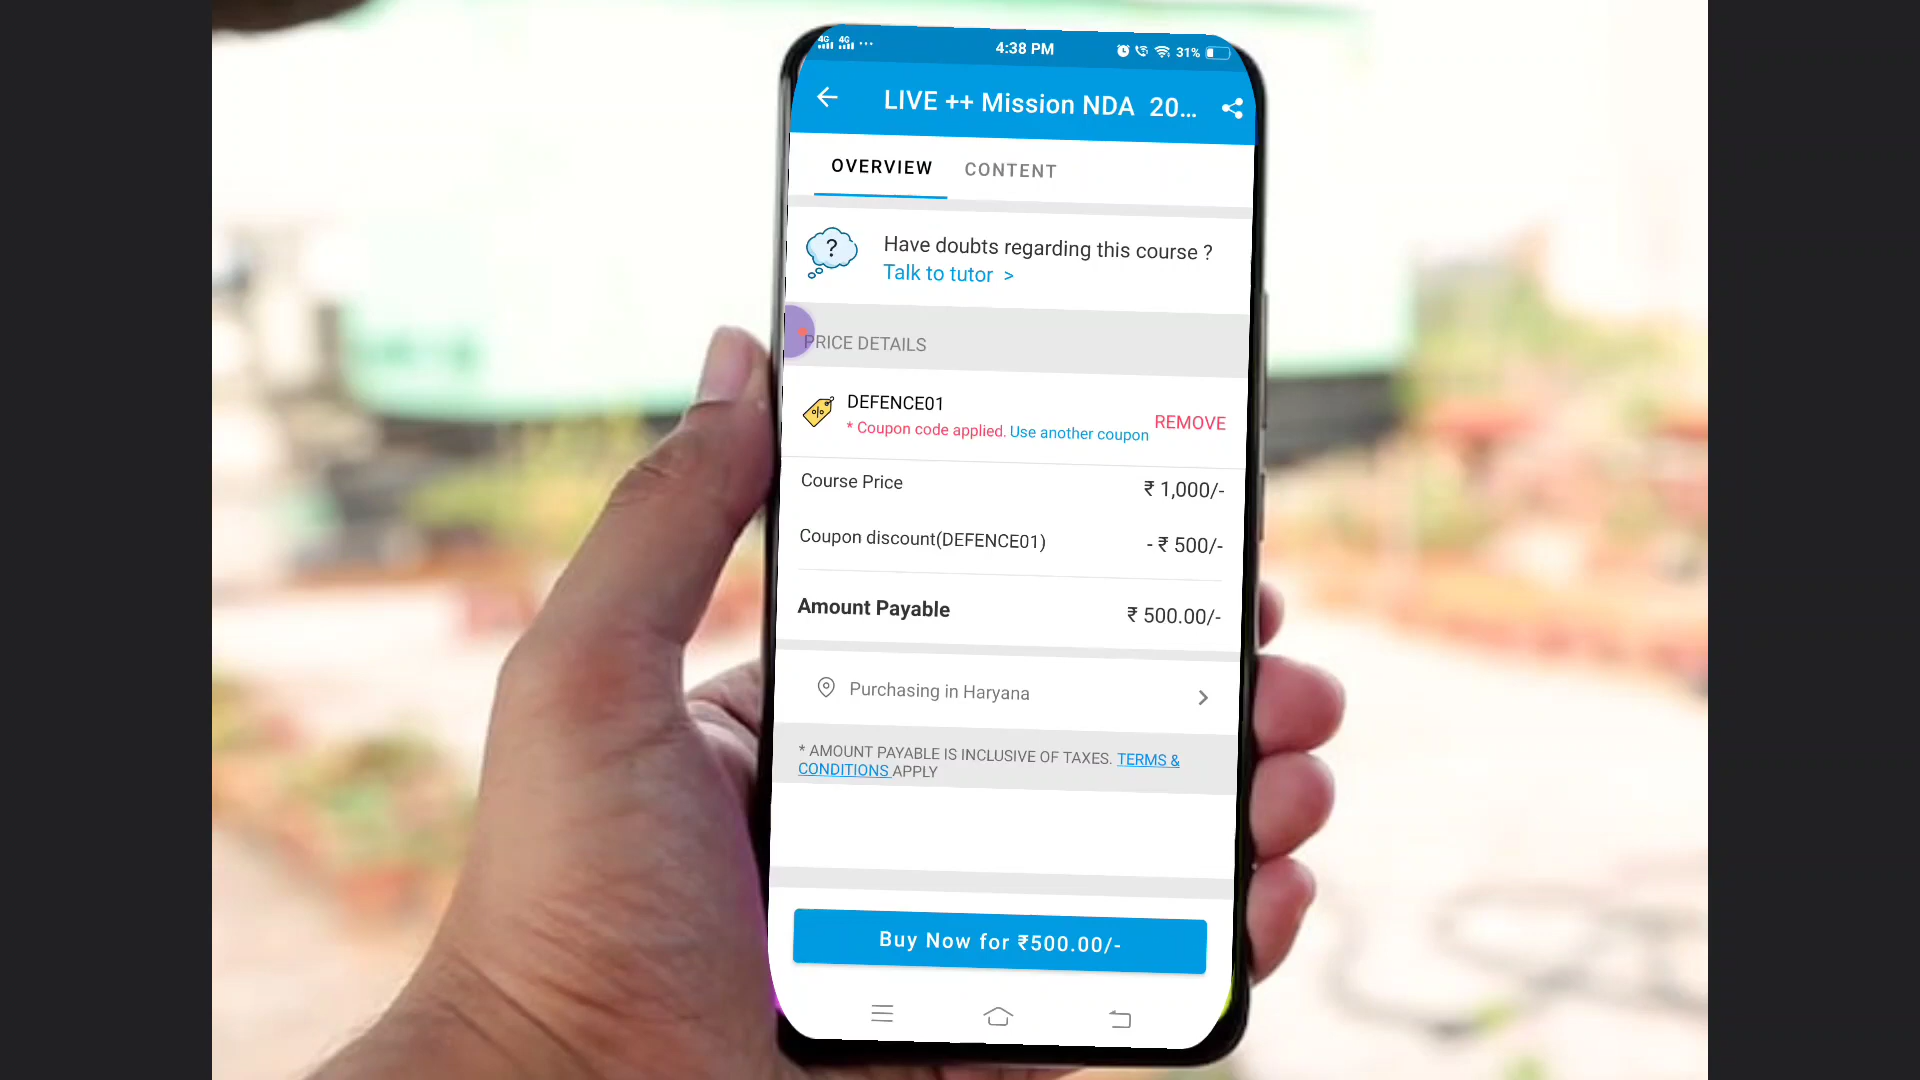 4G 4G ... 4:38 PM 31%
LIVE ++ Mission NDA 20...
OVERVIEW CONTENT
?
Have doubts regarding this course ?
Talk to tutor >
PRICE DETAILS
DEFENCE01
* Coupon code applied. Use another coupon REMOVE
Course Price ₹ 1,000/-
Coupon discount(DEFENCE01) - ₹ 500/-
Amount Payable ₹ 500.00/-
Purchasing in Haryana
* AMOUNT PAYABLE IS INCLUSIVE OF TAXES. TERMS &
CONDITIONS APPLY
Buy Now for ₹500.00/-